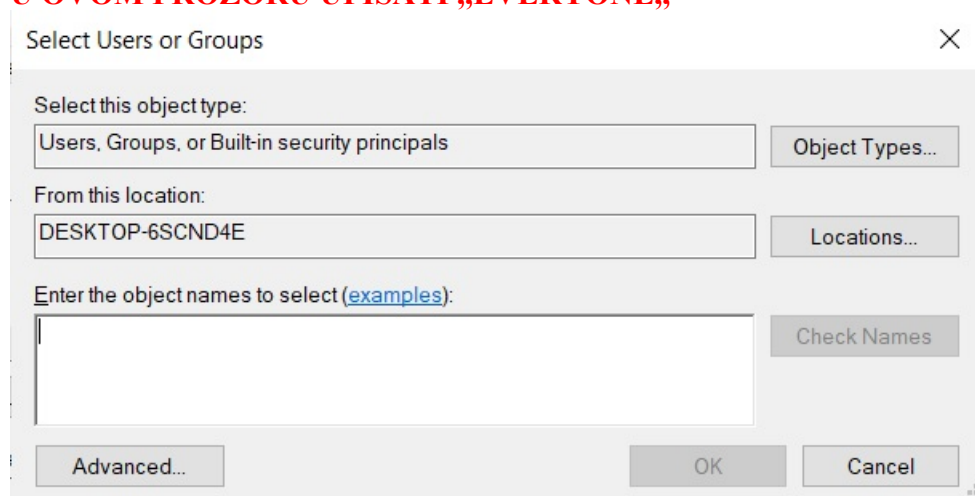 U OVOM PROZORU UPISATI „EVERYONE„
Select Users or Groups
Select this object type:
Users, Groups, or Built-in security principals
Object Types...
From this location:
DESKTOP-6SCND4E
Locations...
Enter the object names to select (examples):
Check Names
Advanced...
OK
Cancel